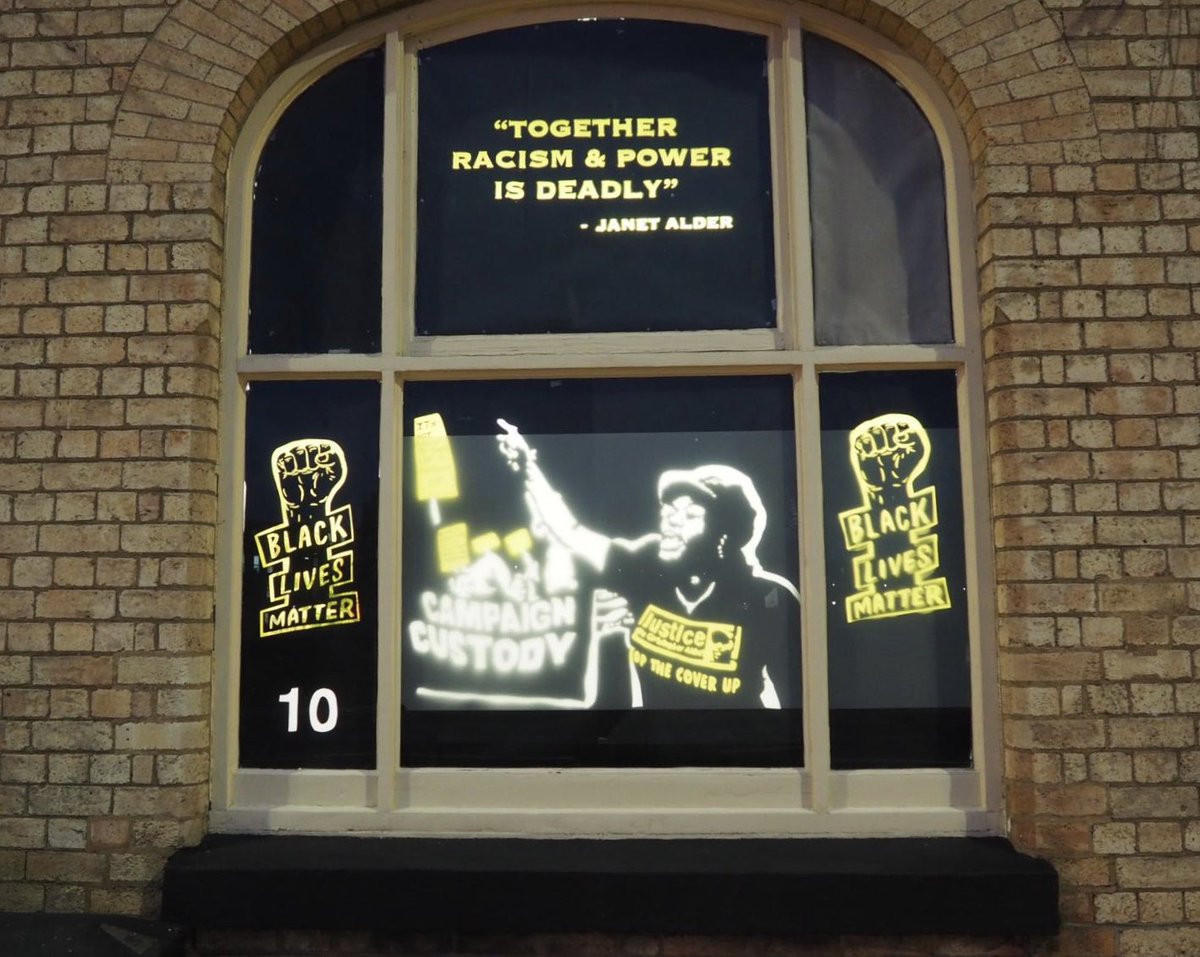 “TOGETHER
RACISM & POWER
IS DEADLY”
- JANET ALDER
BLACK
LIVES
MATTER
10
CAMPAIGN
CUSTODY
Justice
OP THE COVER UP
BLACK
LIVES
MATTER